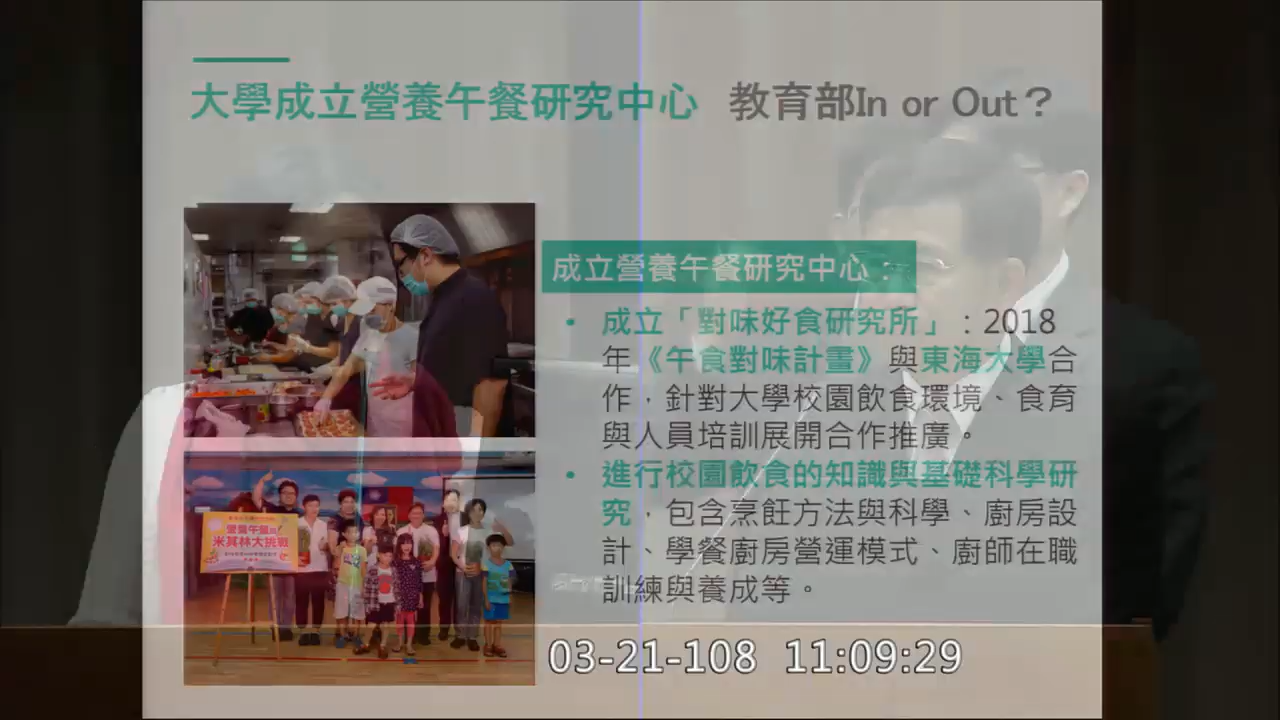 大學成立營養午餐研究中心 教育部In or Out？
成立營養午餐研究中心：
• 成立「對味好食研究所」：2018
年《午食對味計畫》與東海大學合
作，針對大學校園飲食環境、食育
與人員培訓展開合作推廣。
• 進行校園飲食的知識與基礎科學研
究，包含烹飪方法與科學、廚房設
計、學餐廚房營運模式、廚師在職
訓練與養成等。
營養午餐
米其林大挑戰
03-21-108 11:09:29